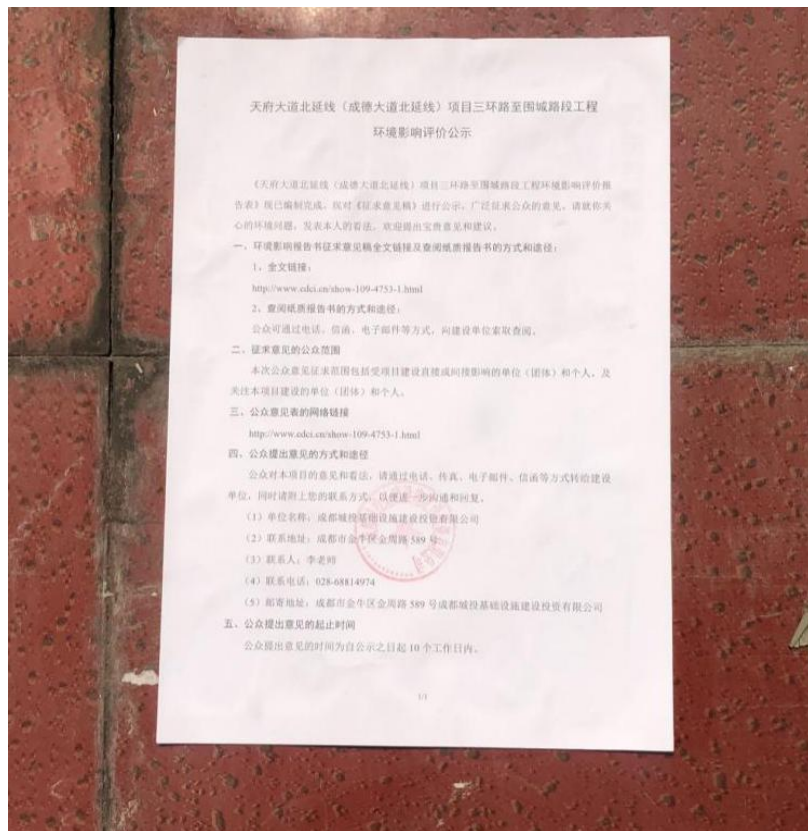 天府大道北延线（成德大道北延线）项目三环路至围城路段工程
环境影响评价公示
《天府大道北延线（成德大道北延线）项目三环路至围城路段工程环境影响评价报
告表》现已编制完成。现对《征求意见稿》进行公示，广泛征求公众的意见。请就你关
心的环境问题，发表本人的看法。欢迎提出宝贵意见和建议。
一、环境影响报告书征求意见稿全文链接及查阅纸质报告书的方式和途径：
1、全文链接：
http://www.cdci.cn/show-109-4753-1.html
2、查阅纸质报告书的方式和途径：
公众可通过电话、信函、电子邮件等方式，向建设单位索取查阅。
二、征求意见的公众范围
本次公众意见征求范围包括受项目建设直接或间接影响的单位（团体）和个人，及
关注本项目建设的单位（团体）和个人。
三、公众意见表的网络链接
http://www.cdci.cn/show-109-4753-1.html
四、公众提出意见的方式和途径
公众对本项目的意见和看法，请通过电话、传真、电子邮件、信函等方式转给建设
单位，同时请附上您的联系方式，以便进一步沟通和回复。
（1）单位名称：成都城投基础设施建设投资有限公司
（2）联系地址：成都市金牛区金周路 589 号
（3）联系人：李老师
（4）联系电话：028-68814974
（5）邮寄地址：成都市金牛区金周路 589 号成都城投基础设施建设投资有限公司
五、公众提出意见的起止时间
公众提出意见的时间为自公示之日起 10 个工作日内。
1/1